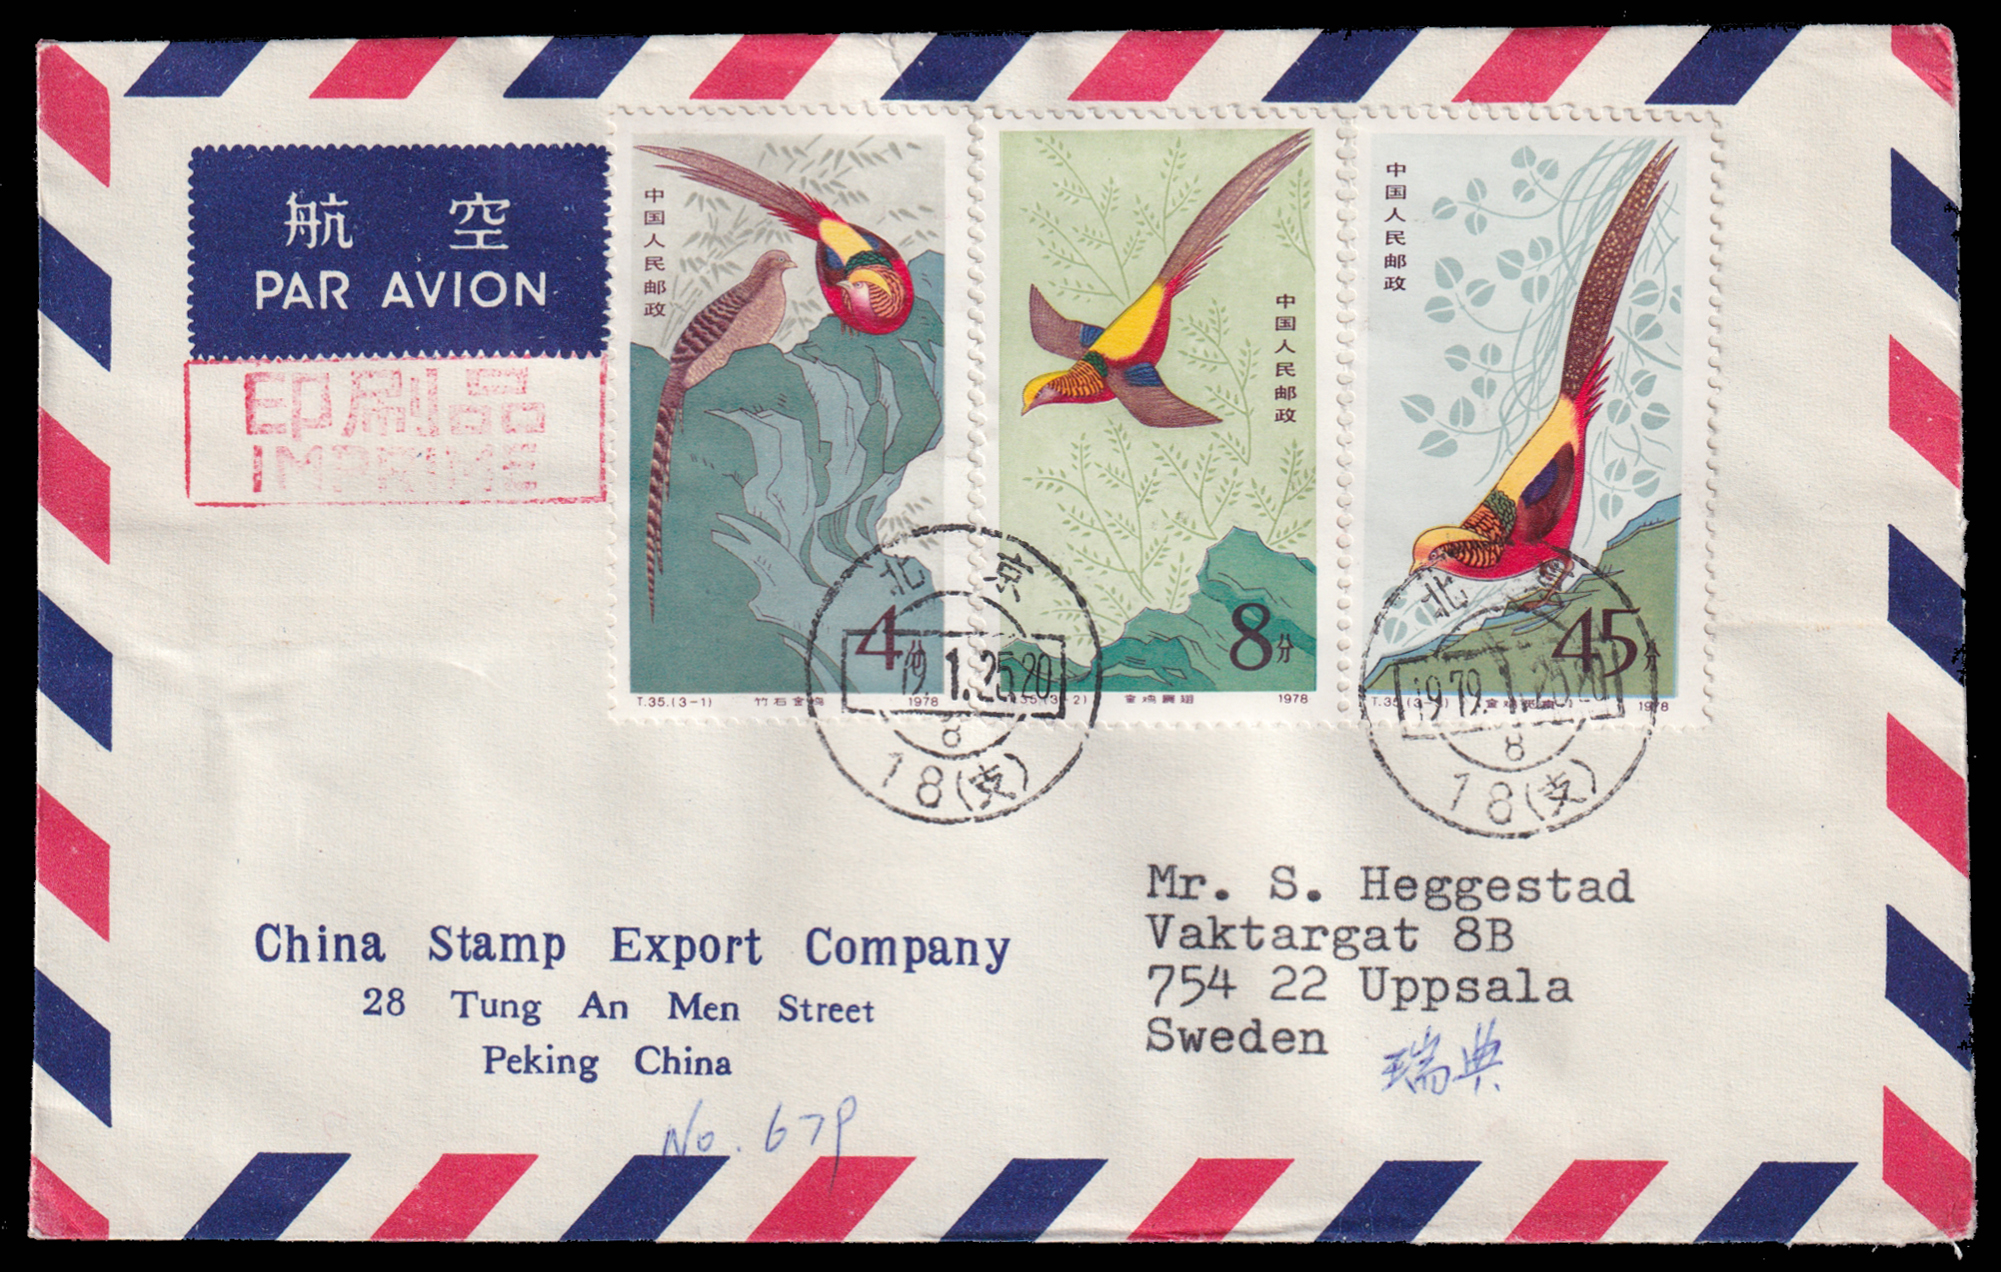 航 空
PAR AVION
印刷品
IMPRIME
中国人民邮政
4分
T.35.(3-1) 竹石金鸡 1978
中国人民邮政
8分
T.35.(3-2) 金鸡展翅 1978
中国人民邮政
45分
1978
北 京
1979.1.25.20
8
18(支)
北 京
1979.1.25.20
8
18(支)
China Stamp Export Company
28 Tung An Men Street
Peking China
No. 679
Mr. S. Heggestad
Vaktargat 8B
754 22 Uppsala
Sweden 瑞典